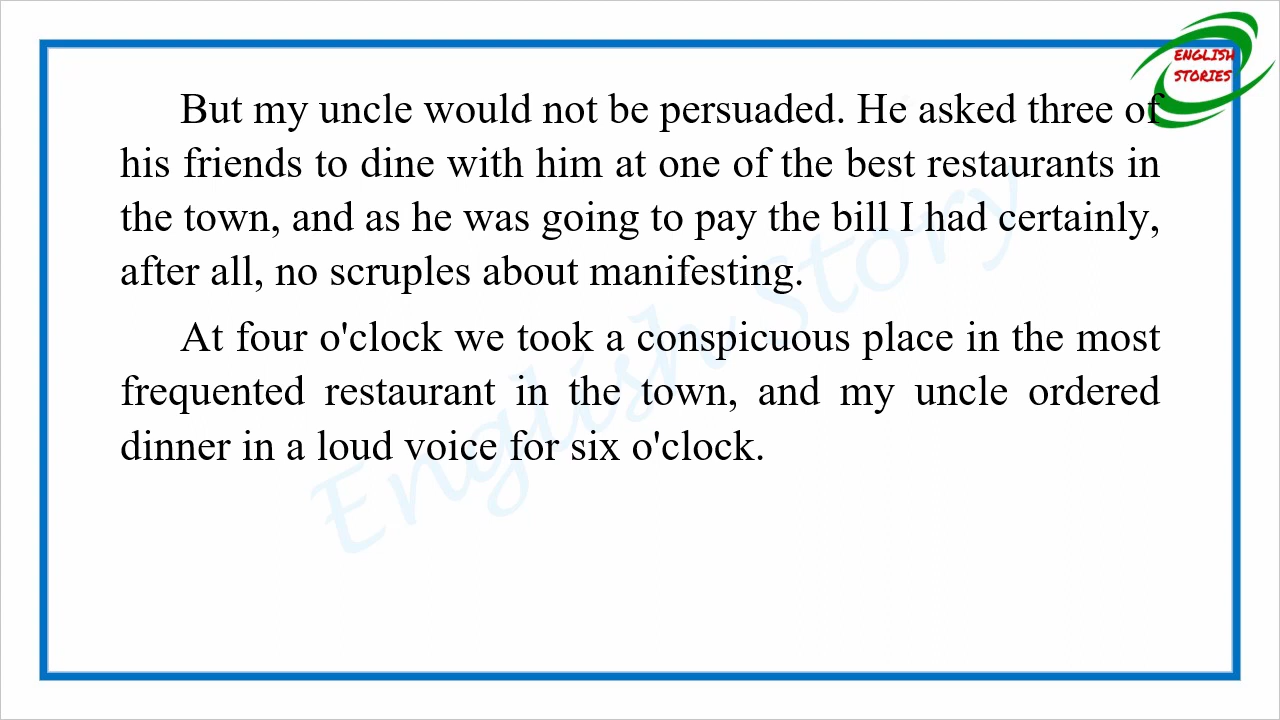 ENGLISH
STORIES
But my uncle would not be persuaded. He asked three of
his friends to dine with him at one of the best restaurants in
the town, and as he was going to pay the bill I had certainly,
after all, no scruples about manifesting.
At four o'clock we took a conspicuous place in the most
frequented restaurant in the town, and my uncle ordered
dinner in a loud voice for six o'clock.
English Story